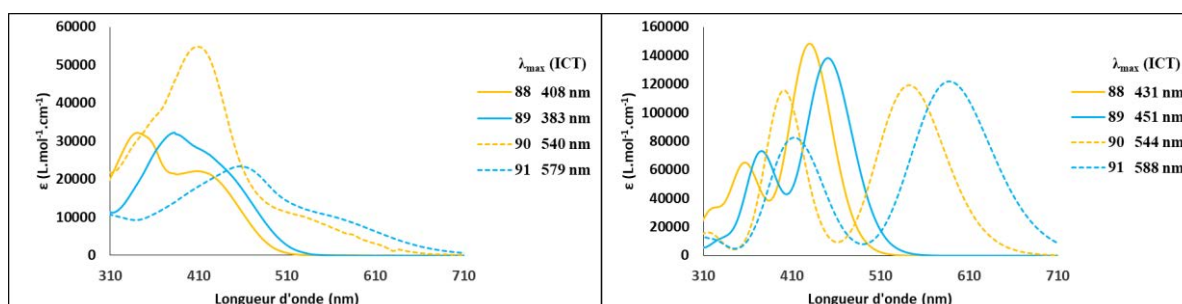 60000
50000
40000
30000
20000
10000
0
ε (L.mol-1.cm-1)
310 410 510 610 710
Longueur d'onde (nm)
λmax (ICT)
88 408 nm
89 383 nm
90 540 nm
91 579 nm
160000
140000
120000
100000
80000
60000
40000
20000
0
ε (L.mol-1.cm-1)
310 410 510 610 710
Longueur d'onde (nm)
λmax (ICT)
88 431 nm
89 451 nm
90 544 nm
91 588 nm